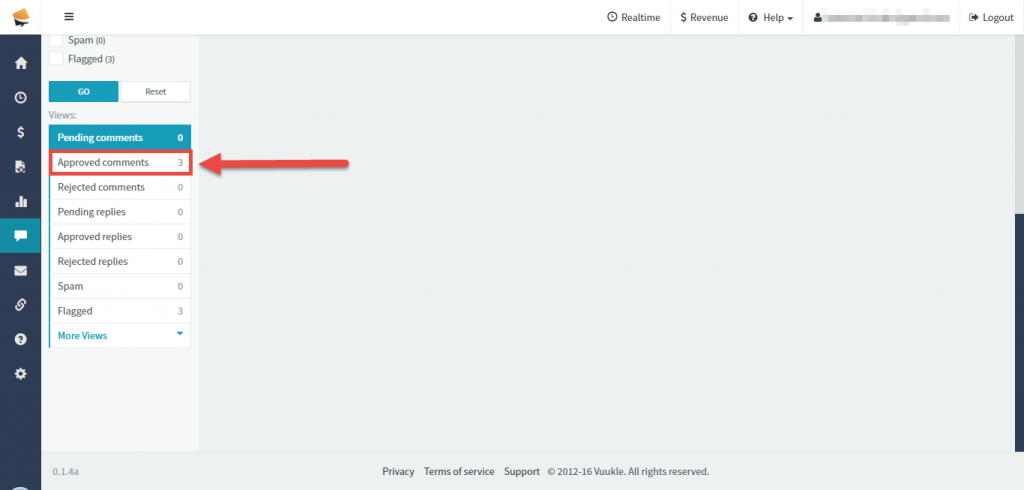 Realtime
$ Revenue
Help
Logout
Spam (0)
Flagged (3)
GO
Reset
Views:
Pending comments 0
Approved comments 3
Rejected comments 0
Pending replies 0
Approved replies 0
Rejected replies 0
Spam 0
Flagged 3
More Views
0.1.4a
Privacy Terms of service Support © 2012-16 Vuukle. All rights reserved.